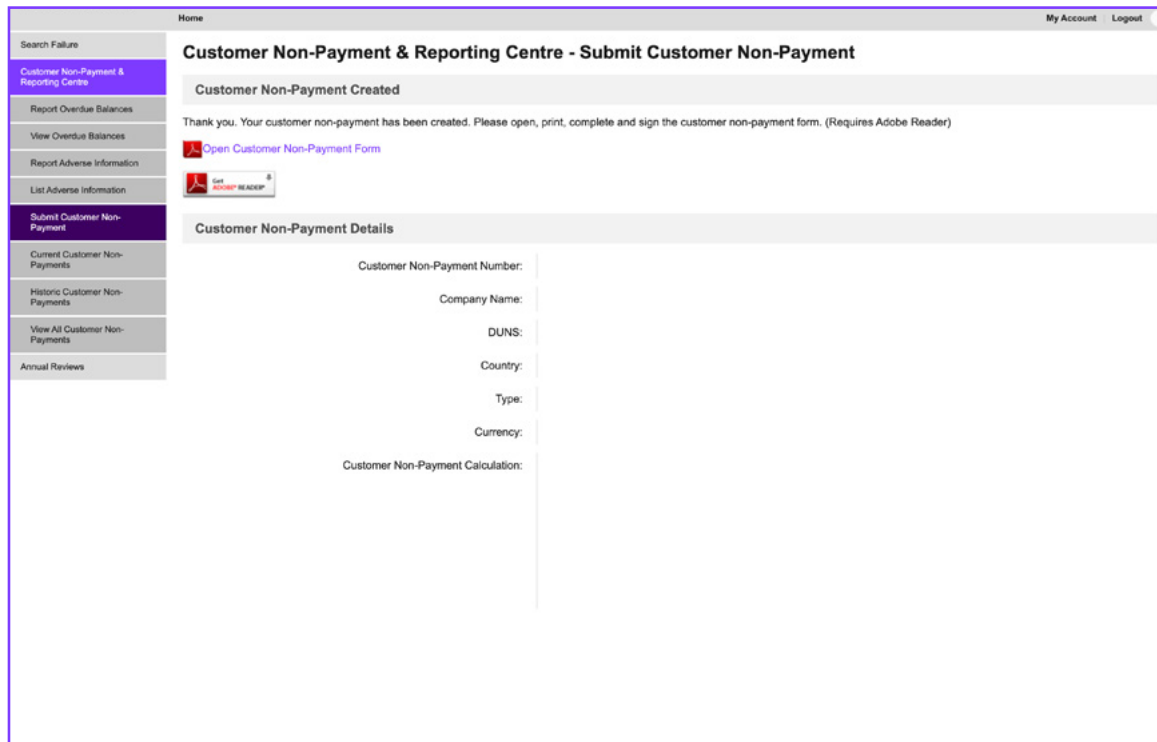 Home
My Account
Logout
Search Failure
Customer Non-Payment &
Reporting Centre
Report Overdue Balances
View Overdue Balances
Report Adverse Information
List Adverse Information
Submit Customer Non-
Payment
Current Customer Non-
Payments
Historic Customer Non-
Payments
View All Customer Non-
Payments
Annual Reviews
Customer Non-Payment & Reporting Centre - Submit Customer Non-Payment
Customer Non-Payment Created
Thank you. Your customer non-payment has been created. Please open, print, complete and sign the customer non-payment form. (Requires Adobe Reader)
Open Customer Non-Payment Form
Get
ADOBE® READER®
Customer Non-Payment Details
Customer Non-Payment Number:
Company Name:
DUNS:
Country:
Type:
Currency:
Customer Non-Payment Calculation: